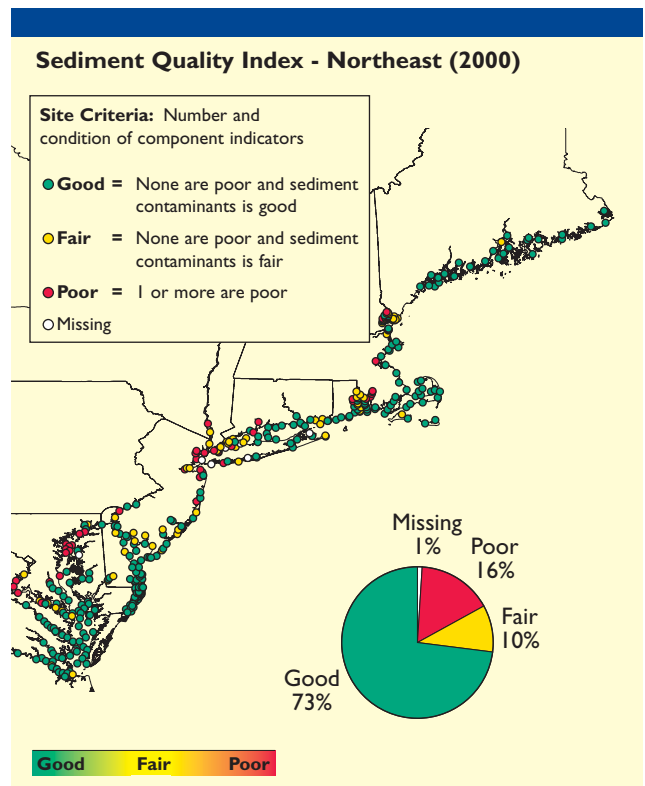 Sediment Quality Index - Northeast (2000)
Site Criteria: Number and
condition of component indicators
Good = None are poor and sediment
contaminants is good
Fair = None are poor and sediment
contaminants is fair
Poor = 1 or more are poor
Missing
Missing
1%
Poor
16%
Fair
10%
Good
73%
Good Fair Poor